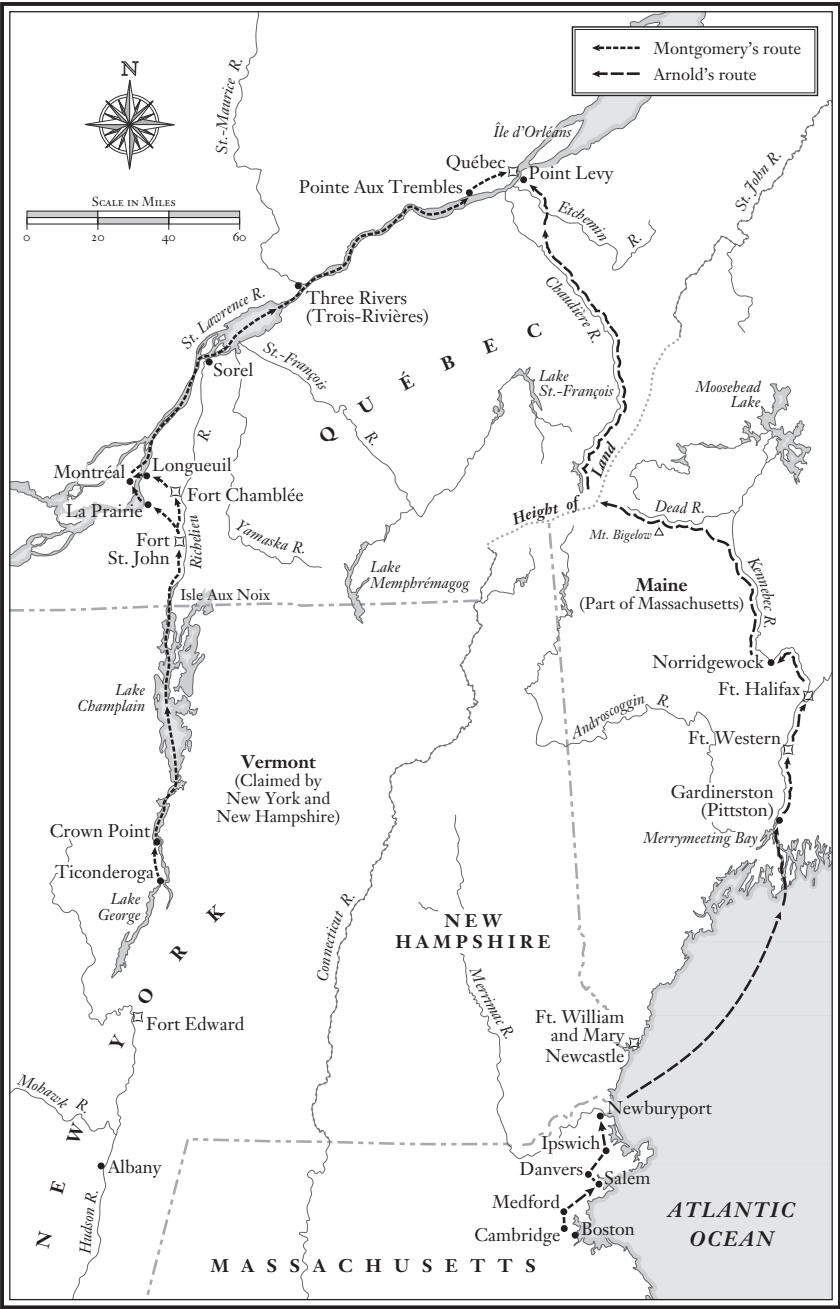 Montgomery's route
Arnold's route
N
St.-Maurice R.
Île d'Orléans
Québec
Point Levy
Pointe Aux Trembles
St. John R.
Etchemin
R.
SCALE IN MILES
0 20 40 60
Chaudière R.
St. Lawrence R.
Three Rivers
(Trois-Rivières)
Sorel
St.-François
R.
QUÉBEC
Lake
St.-François
Moosehead
Lake
R.
Richelieu
Montréal
Longueuil
Fort Chamblée
La Prairie
Fort
St. John
Yamaska R.
Height of
Land
Dead R.
Mt. Bigelow
Lake
Memphrémagog
Isle Aux Noix
Maine
(Part of Massachusetts)
Kennebec R.
Norridgewock
Ft. Halifax
Lake
Champlain
Androscoggin R.
Ft. Western
Vermont
(Claimed by
New York and
New Hampshire)
Gardinerston
(Pittston)
Crown Point
Merrymeeting Bay
Ticonderoga
Lake
George
NEW YORK
Connecticut R.
NEW
HAMPSHIRE
Merrimac R.
Fort Edward
Ft. William
and Mary
Newcastle
Mohawk R.
Newburyport
Ipswich
Albany
Danvers
Salem
Hudson R.
Medford
Cambridge
Boston
ATLANTIC
OCEAN
MASSACHUSETTS